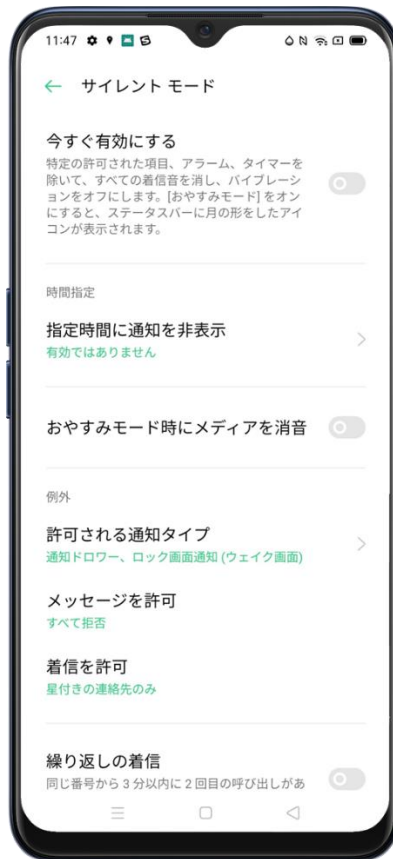 11:47
サイレント モード
今すぐ有効にする
特定の許可された項目、アラーム、タイマーを
除いて、すべての着信音を消し、バイブレーシ
ョンをオフにします。[おやすみモード] をオン
にすると、ステータスバーに月の形をしたアイ
コンが表示されます。
時間指定
指定時間に通知を非表示
有効ではありません
おやすみモード時にメディアを消音
例外
許可される通知タイプ
通知ドロワー、ロック画面通知 (ウェイク画面)
メッセージを許可
すべて拒否
着信を許可
星付きの連絡先のみ
繰り返しの着信
同じ番号から 3 分以内に 2 回目の呼び出しがあ